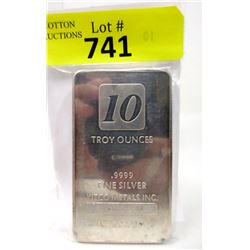 OTTON Lot #
UCTIONS 741
10
TROY OUNCES
.9999
FINE SILVER
METALS INC.